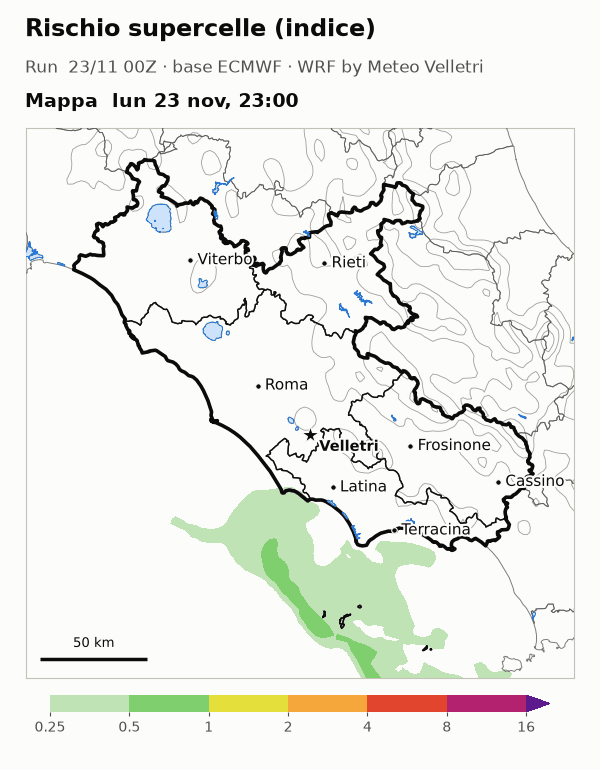 Rischio supercelle (indice)
Run  23/11 00Z · base ECMWF · WRF by Meteo Velletri
Mappa  lun 23 nov, 23:00
Viterbo
Rieti
Roma
Velletri
Frosinone
Latina
Cassino
Terracina
50 km
0.25 0.5 1 2 4 8 16